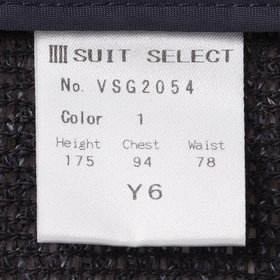 SUIT SELECT
No. VSG2054
Color 1
Height Chest Waist
175 94 78
Y6